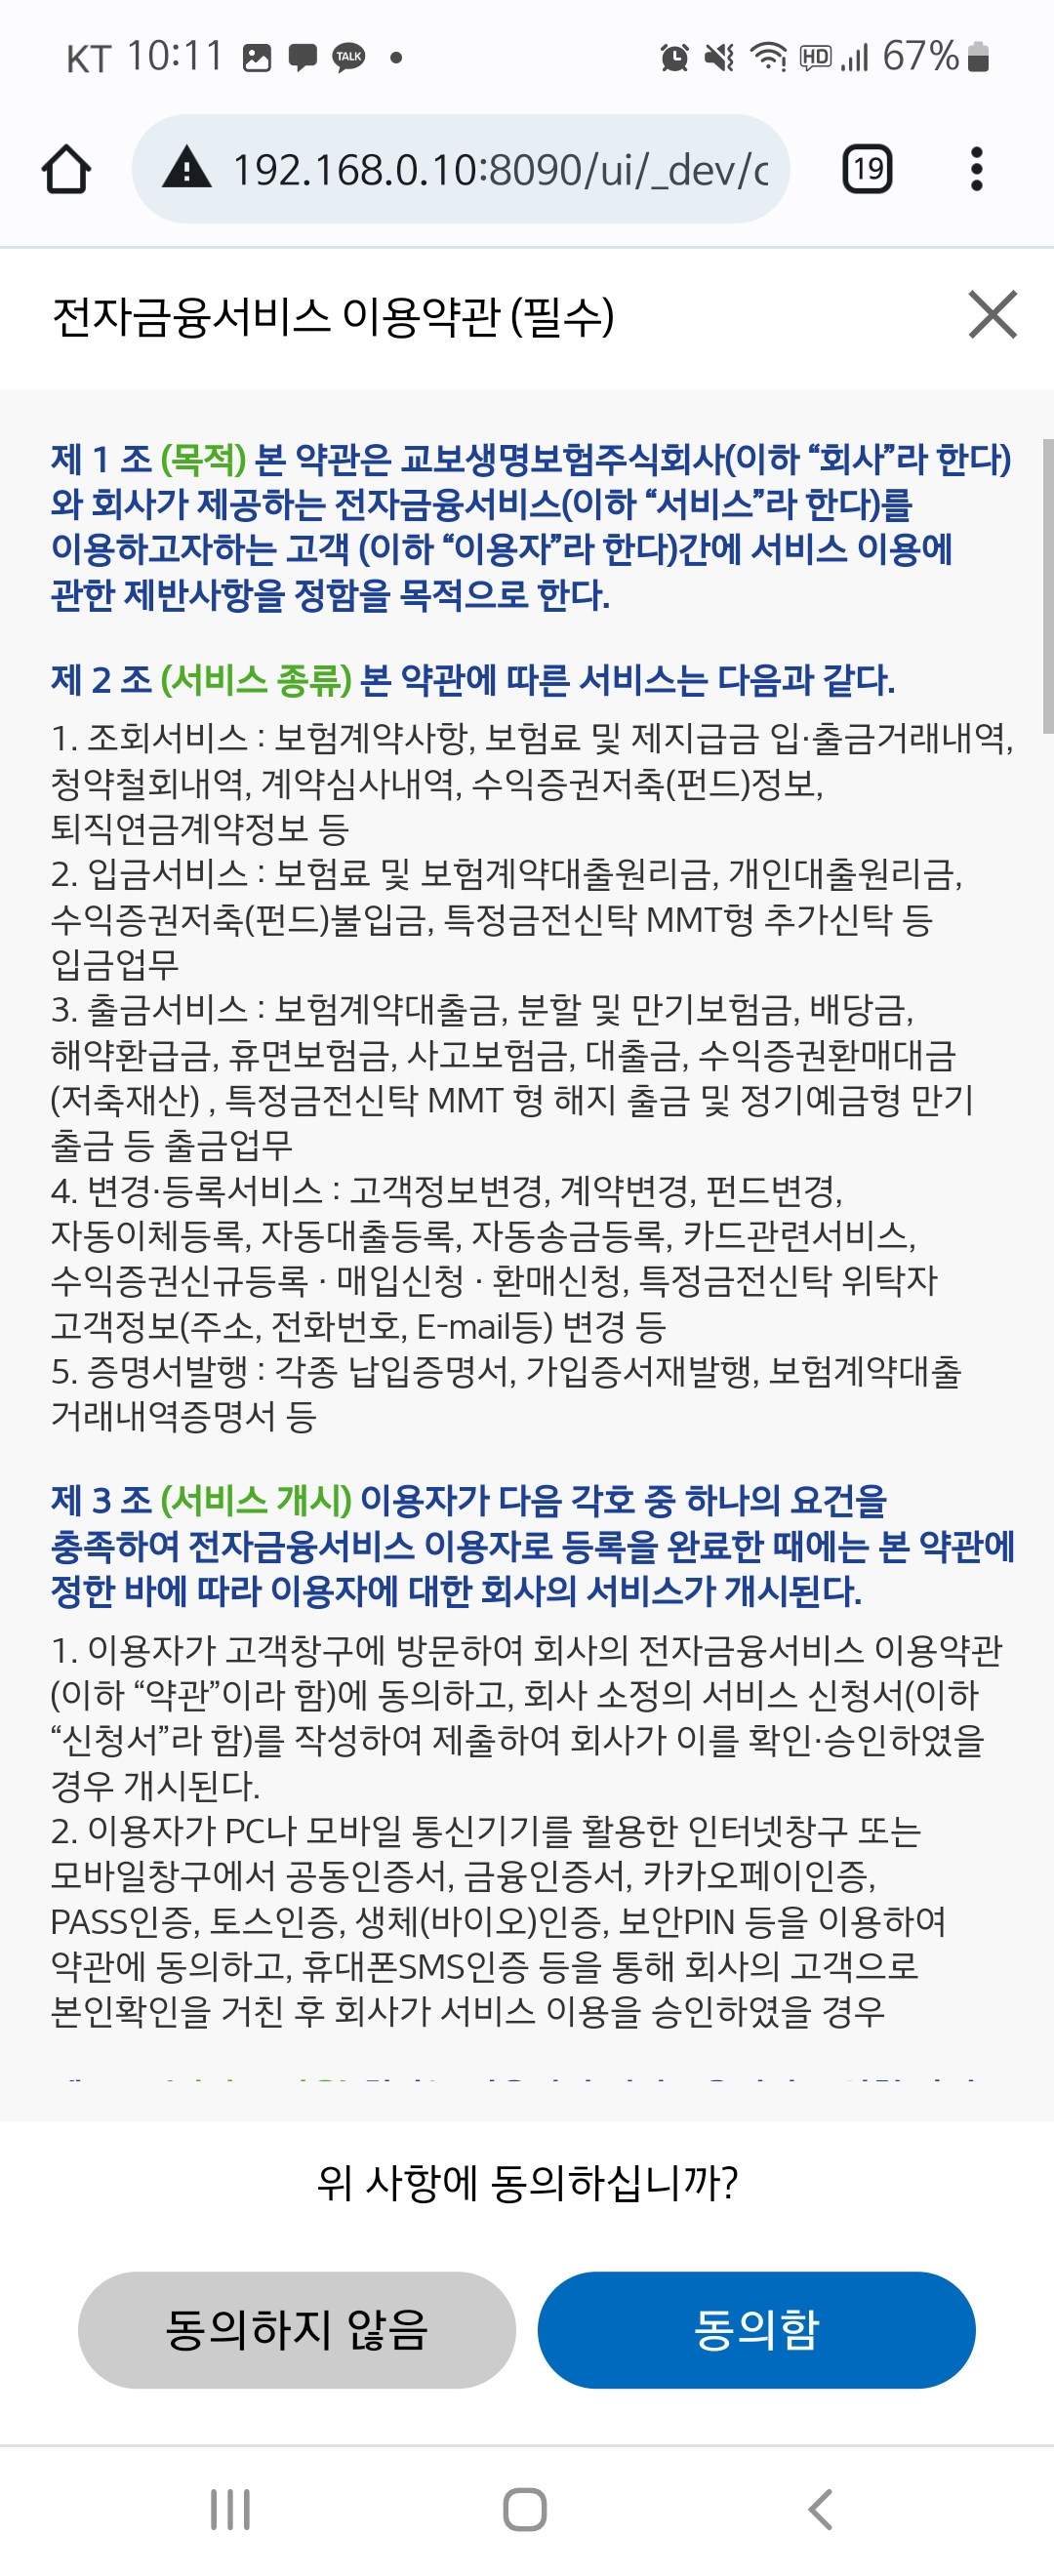 KT 10:11 TALK HD 67%
192.168.0.10:8090/ui/_dev/c 19
전자금융서비스 이용약관 (필수)
제 1 조 (목적) 본 약관은 교보생명보험주식회사(이하 “회사”라 한다)
와 회사가 제공하는 전자금융서비스(이하 “서비스”라 한다)를
이용하고자하는 고객 (이하 “이용자”라 한다)간에 서비스 이용에
관한 제반사항을 정함을 목적으로 한다.
제 2 조 (서비스 종류) 본 약관에 따른 서비스는 다음과 같다.
1. 조회서비스 : 보험계약사항, 보험료 및 제지급금 입·출금거래내역,
청약철회내역, 계약심사내역, 수익증권저축(펀드)정보,
퇴직연금계약정보 등
2. 입금서비스 : 보험료 및 보험계약대출원리금, 개인대출원리금,
수익증권저축(펀드)불입금, 특정금전신탁 MMT형 추가신탁 등
입금업무
3. 출금서비스 : 보험계약대출금, 분할 및 만기보험금, 배당금,
해약환급금, 휴면보험금, 사고보험금, 대출금, 수익증권환매대금
(저축재산) , 특정금전신탁 MMT 형 해지 출금 및 정기예금형 만기
출금 등 출금업무
4. 변경·등록서비스 : 고객정보변경, 계약변경, 펀드변경,
자동이체등록, 자동대출등록, 자동송금등록, 카드관련서비스,
수익증권신규등록 · 매입신청 · 환매신청, 특정금전신탁 위탁자
고객정보(주소, 전화번호, E-mail등) 변경 등
5. 증명서발행 : 각종 납입증명서, 가입증서재발행, 보험계약대출
거래내역증명서 등
제 3 조 (서비스 개시) 이용자가 다음 각호 중 하나의 요건을
충족하여 전자금융서비스 이용자로 등록을 완료한 때에는 본 약관에
정한 바에 따라 이용자에 대한 회사의 서비스가 개시된다.
1. 이용자가 고객창구에 방문하여 회사의 전자금융서비스 이용약관
(이하 “약관”이라 함)에 동의하고, 회사 소정의 서비스 신청서(이하
“신청서”라 함)를 작성하여 제출하여 회사가 이를 확인·승인하였을
경우 개시된다.
2. 이용자가 PC나 모바일 통신기기를 활용한 인터넷창구 또는
모바일창구에서 공동인증서, 금융인증서, 카카오페이인증,
PASS인증, 토스인증, 생체(바이오)인증, 보안PIN 등을 이용하여
약관에 동의하고, 휴대폰SMS인증 등을 통해 회사의 고객으로
본인확인을 거친 후 회사가 서비스 이용을 승인하였을 경우
위 사항에 동의하십니까?
동의하지 않음 동의함